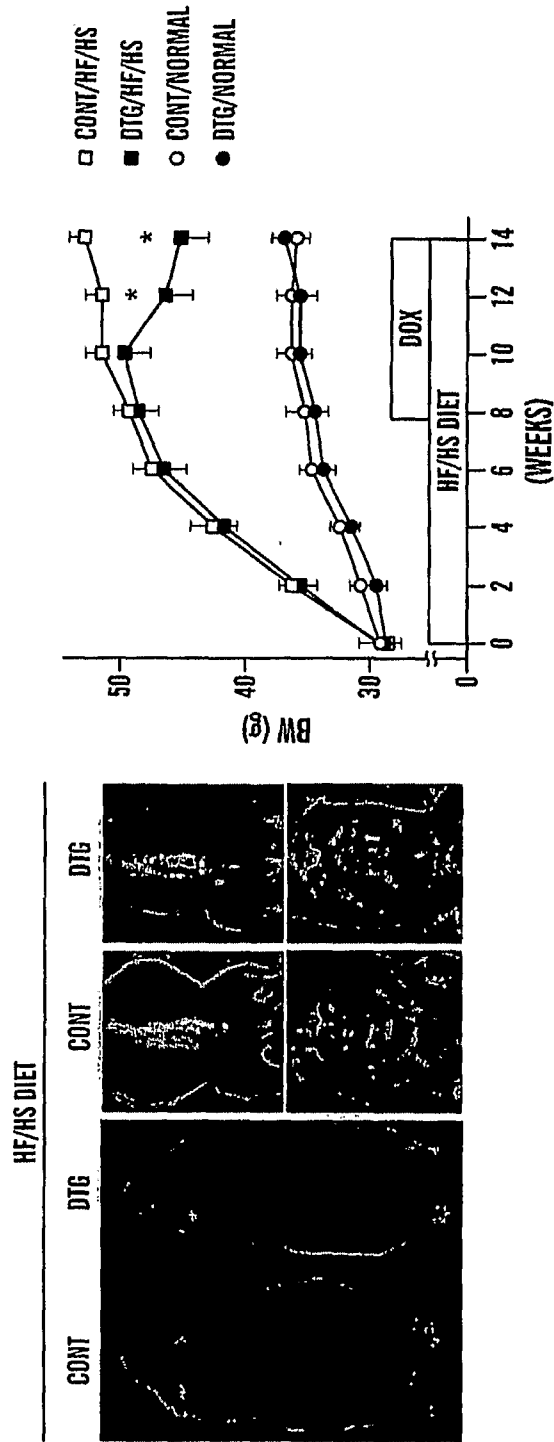 HF/HS DIET
CONT
DTG
CONT
DTG
BW (g)
50
40
30
0
□ CONT/HF/HS
■ DTG/HF/HS
○ CONT/NORMAL
● DTG/NORMAL
*
*
DOX
HF/HS DIET
0 2 4 6 8 10 12 14
(WEEKS)